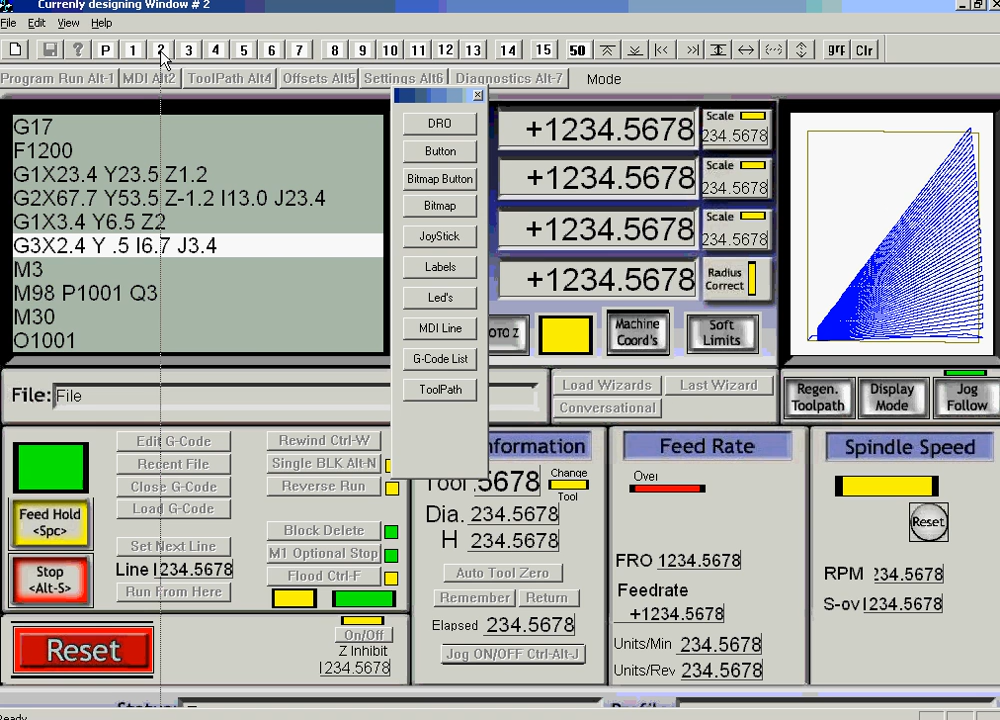 Currenly designing Window # 2
File Edit View Help
? P 1 2 3 4 5 6 7 8 9 10 11 12 13 14 15 50 grf Clr
Program Run Alt-1 MDI Alt2 ToolPath Alt4 Offsets Alt5 Settings Alt6 Diagnostics Alt-7 Mode
G17
F1200
G1X23.4 Y23.5 Z1.2
G2X67.7 Y53.5 Z-1.2 I13.0 J23.4
G1X3.4 Y6.5 Z2
G3X2.4 Y .5 I6.7 J3.4
M3
M98 P1001 Q3
M30
O1001
DRO
Button
Bitmap Button
Bitmap
JoyStick
Labels
Led's
MDI Line
G-Code List
ToolPath
+1234.5678 Scale 234.5678
+1234.5678 Scale 234.5678
+1234.5678 Scale 234.5678
+1234.5678 Radius Correct
OTO Z Machine Coord's Soft Limits
File: File
Load Wizards Last Wizard
Conversational
Regen. Toolpath Display Mode Jog Follow
Edit G-Code
Recent File
Close G-Code
Load G-Code
Set Next Line
Line 1234.5678
Run From Here
Rewind Ctrl-W
Single BLK Alt-N
Reverse Run
Block Delete
M1 Optional Stop
Flood Ctrl-F
Feed Hold
<Spc>
Stop
<Alt-S>
Reset
On/Off
Z Inhibit
1234.5678
nformation
Tool .5678 Change Tool
Dia. 234.5678
H 234.5678
Auto Tool Zero
Remember Return
Elapsed 234.5678
Jog ON/OFF Ctrl-Alt-J
Feed Rate
Over
FRO 1234.5678
Feedrate
+1234.5678
Units/Min 234.5678
Units/Rev 234.5678
Spindle Speed
Reset
RPM 234.5678
S-ov 1234.5678